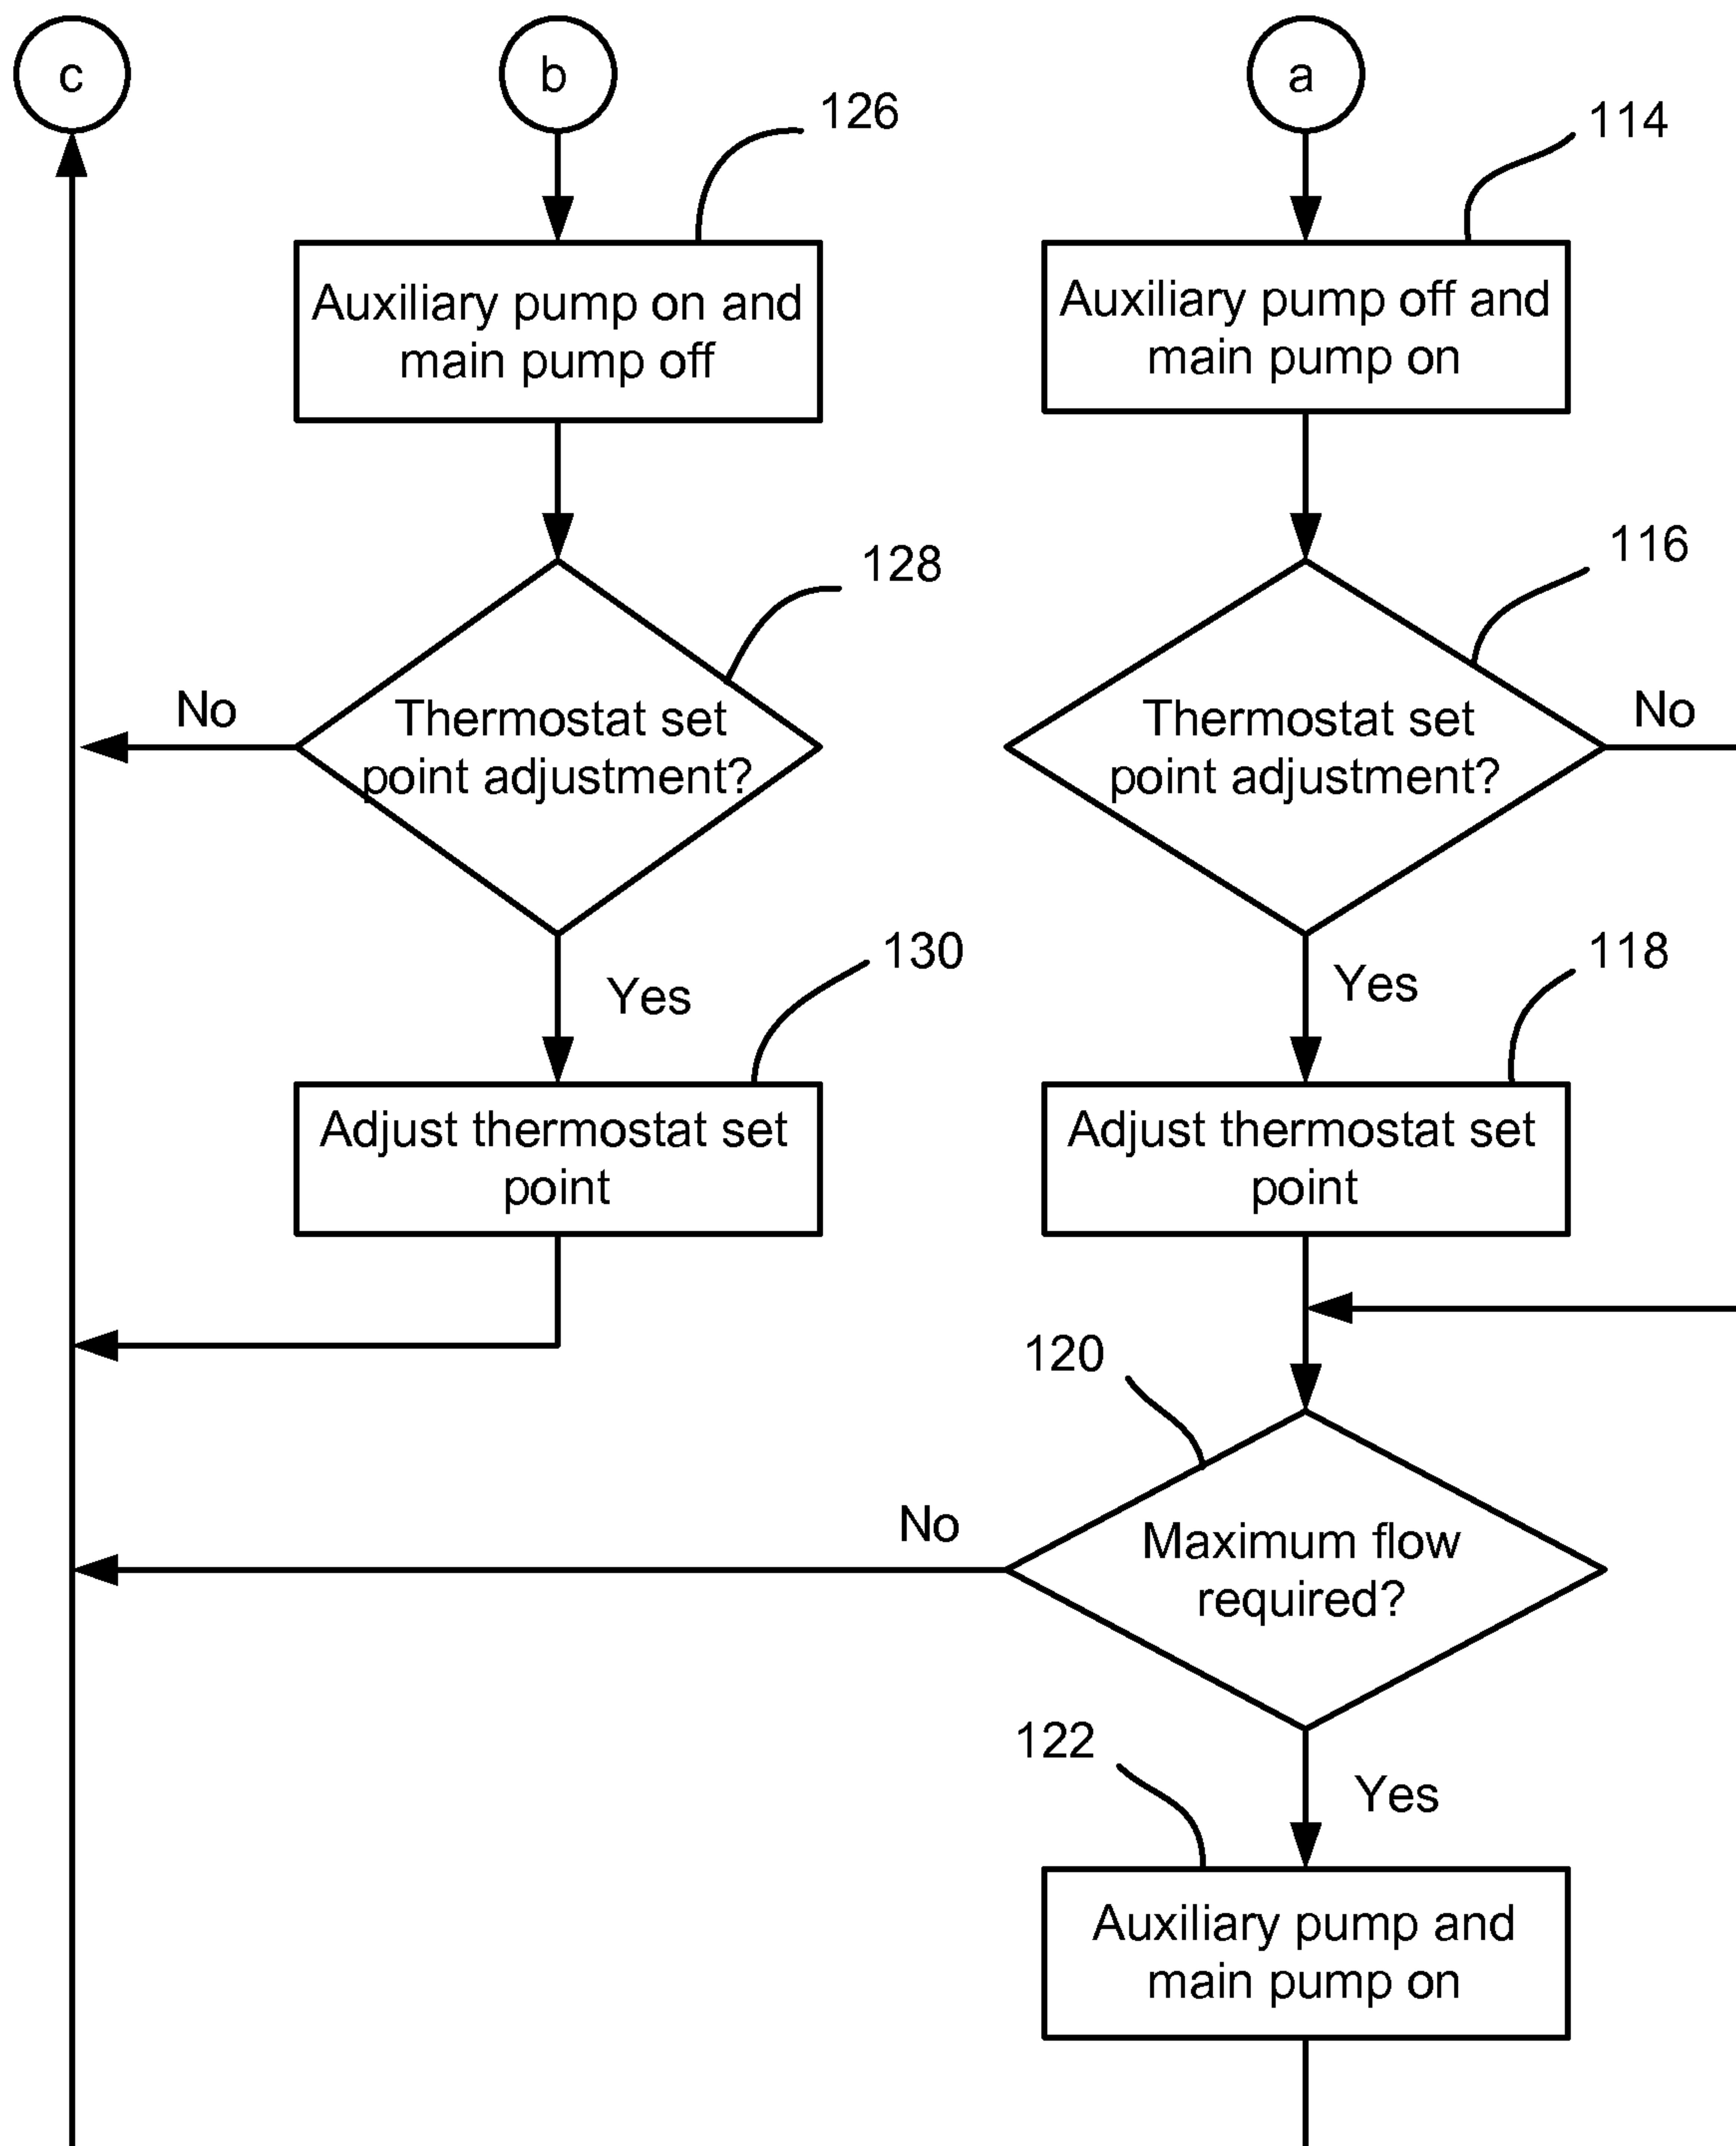 c
b
a
126
114
Auxiliary pump on and
main pump off
Auxiliary pump off and
main pump on
128
116
No
Thermostat set
point adjustment?
Thermostat set
point adjustment?
No
130
118
Yes
Yes
Adjust thermostat set
point
Adjust thermostat set
point
120
No
Maximum flow
required?
122
Yes
Auxiliary pump and
main pump on